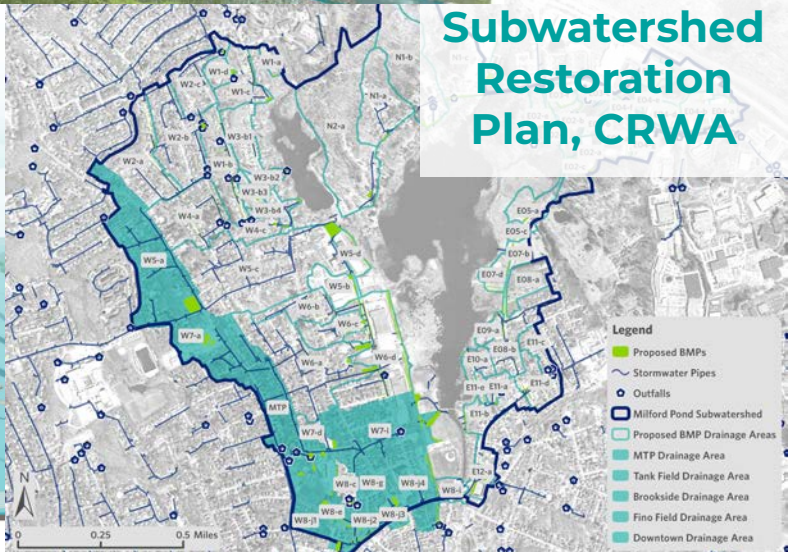 Subwatershed
Restoration
Plan, CRWA
W1-a
W1-d
W2-c
W1-c
N1-b
N1-a
W2-b
W3-b1
N2-a
W2-a
W1-b
W3-b2
W3-b3
W3-b4
W4-a
W4-c
E05-a
E05-c
W5-a
W5-c
W5-d
E07-b
W5-b
E07-d
E08-a
W6-b
W6-c
E09-a
W7-a
E08-b
E11-c
W6-a
W6-d
E10-a
E11-e
E11-a
E11-d
MTP
E11-b
W7-d
W7-i
E12-a
W8-c
W8-g
W8-j4
W8-i
W8-e
W8-j3
W8-j1
W8-j2
Legend
Proposed BMPs
Stormwater Pipes
Outfalls
Milford Pond Subwatershed
Proposed BMP Drainage Areas
MTP Drainage Area
Tank Field Drainage Area
Brookside Drainage Area
Fino Field Drainage Area
Downtown Drainage Area
N
0 0.25 0.5 Miles